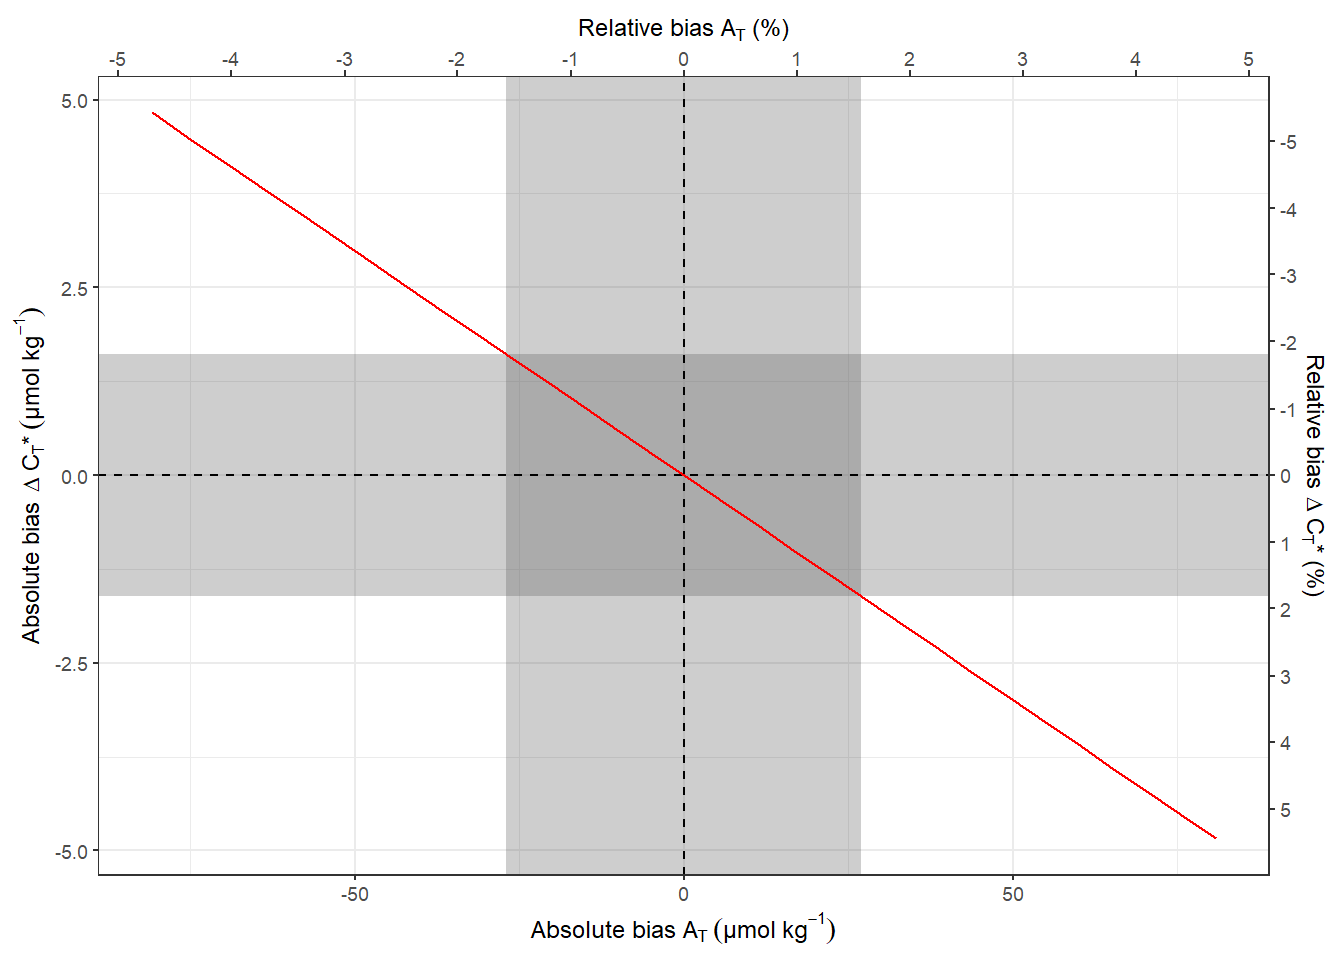 Relative bias A_T (%)
-5 -4 -3 -2 -1 0 1 2 3 4 5
5.0
2.5
0.0
-2.5
-5.0
Absolute bias Δ C_T* (µmol kg⁻¹)
-5
-4
-3
-2
-1
0
1
2
3
4
5
Relative bias Δ C_T* (%)
-50 0 50
Absolute bias A_T (µmol kg⁻¹)